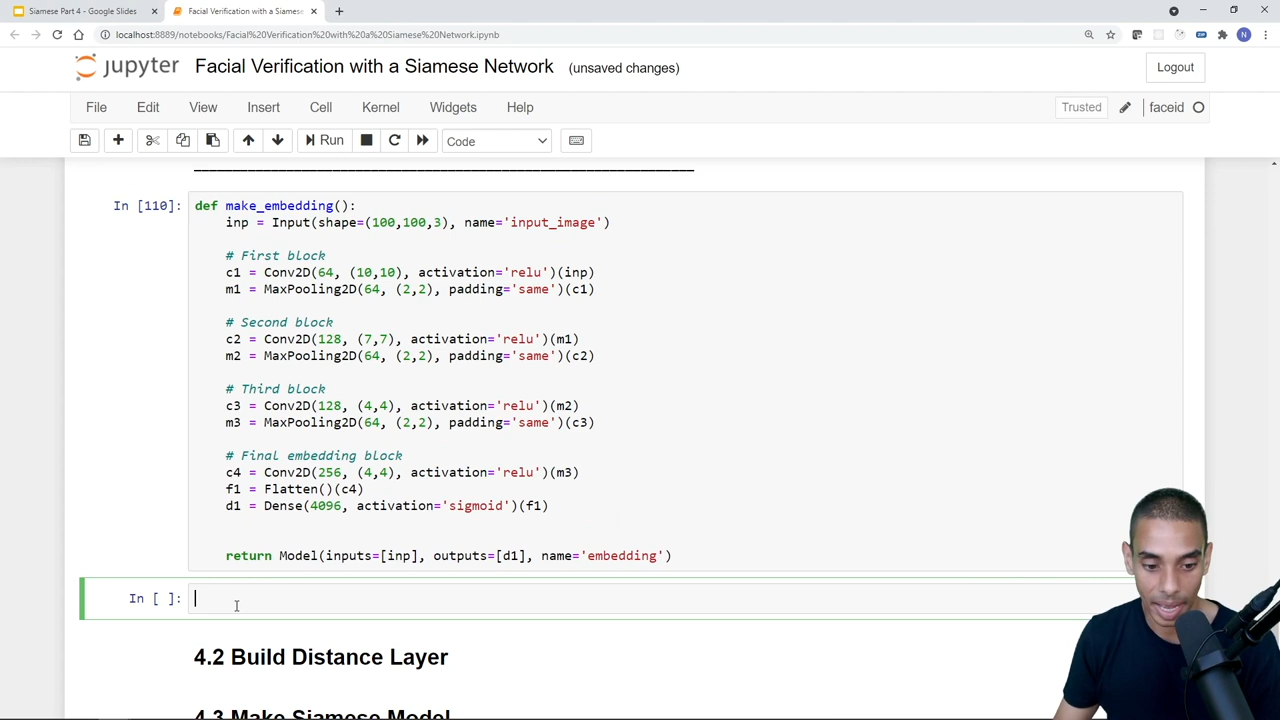 Siamese Part 4 - Google Slides
Facial Verification with a Siamese
localhost:8889/notebooks/Facial%20Verification%20with%20a%20Siamese%20Network.ipynb
N
jupyter Facial Verification with a Siamese Network (unsaved changes)
Logout
File Edit View Insert Cell Kernel Widgets Help
Trusted faceid
Run Code
In [110]: def make_embedding():
inp = Input(shape=(100,100,3), name='input_image')
# First block
c1 = Conv2D(64, (10,10), activation='relu')(inp)
m1 = MaxPooling2D(64, (2,2), padding='same')(c1)
# Second block
c2 = Conv2D(128, (7,7), activation='relu')(m1)
m2 = MaxPooling2D(64, (2,2), padding='same')(c2)
# Third block
c3 = Conv2D(128, (4,4), activation='relu')(m2)
m3 = MaxPooling2D(64, (2,2), padding='same')(c3)
# Final embedding block
c4 = Conv2D(256, (4,4), activation='relu')(m3)
f1 = Flatten()(c4)
d1 = Dense(4096, activation='sigmoid')(f1)
return Model(inputs=[inp], outputs=[d1], name='embedding')
In [ ]:
4.2 Build Distance Layer
4.3 Make Siamese Model